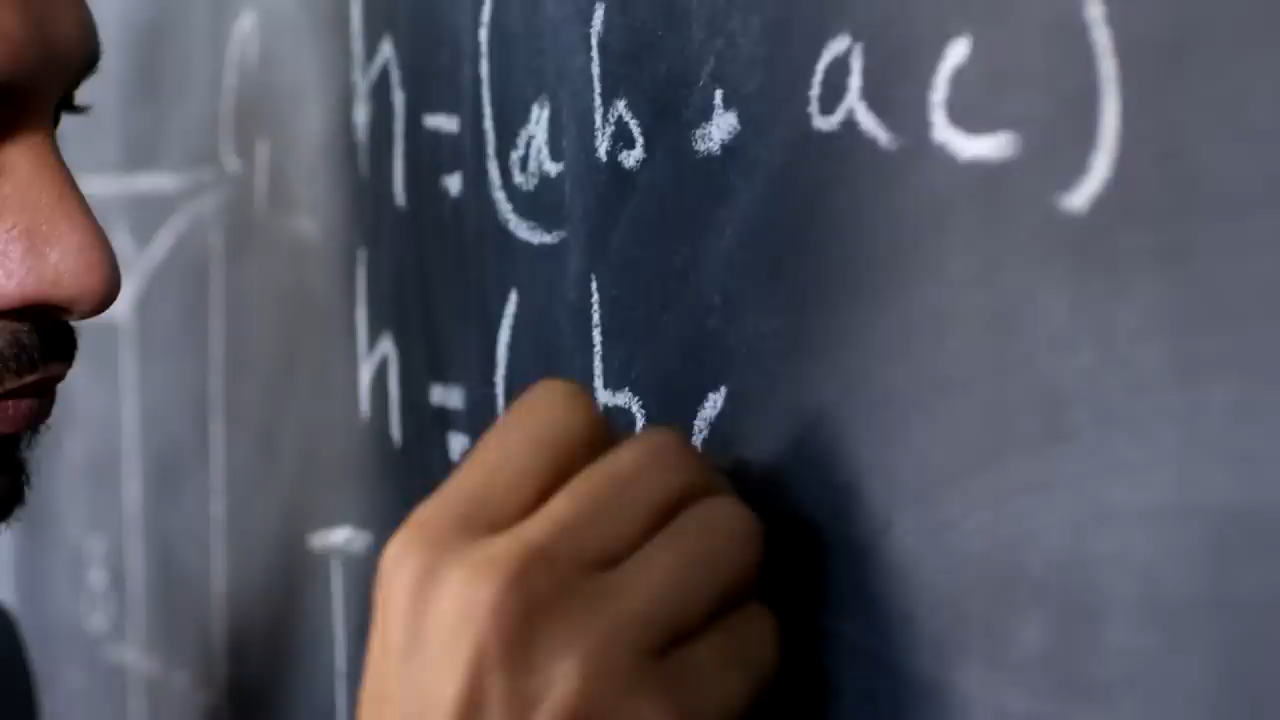 h = (ab · ac)
h = (b